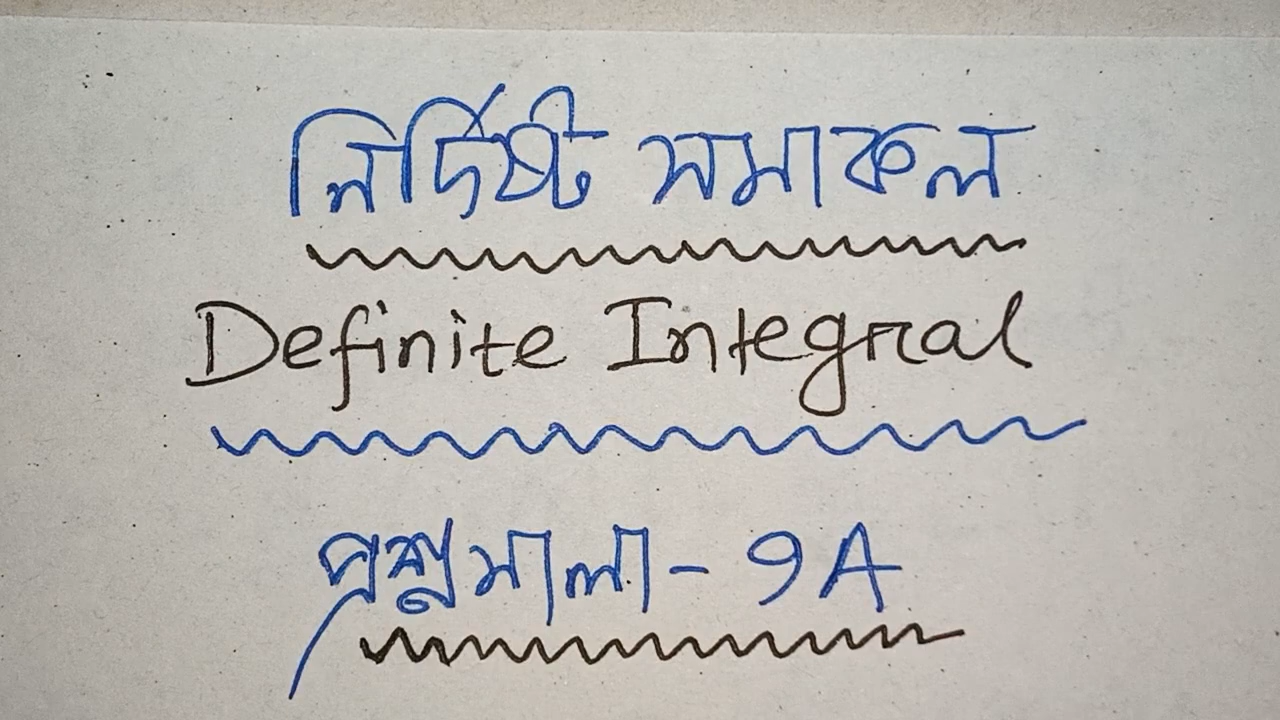 নির্দিষ্ট সমাকল
Definite Integral
প্রশ্নমালা - 9A